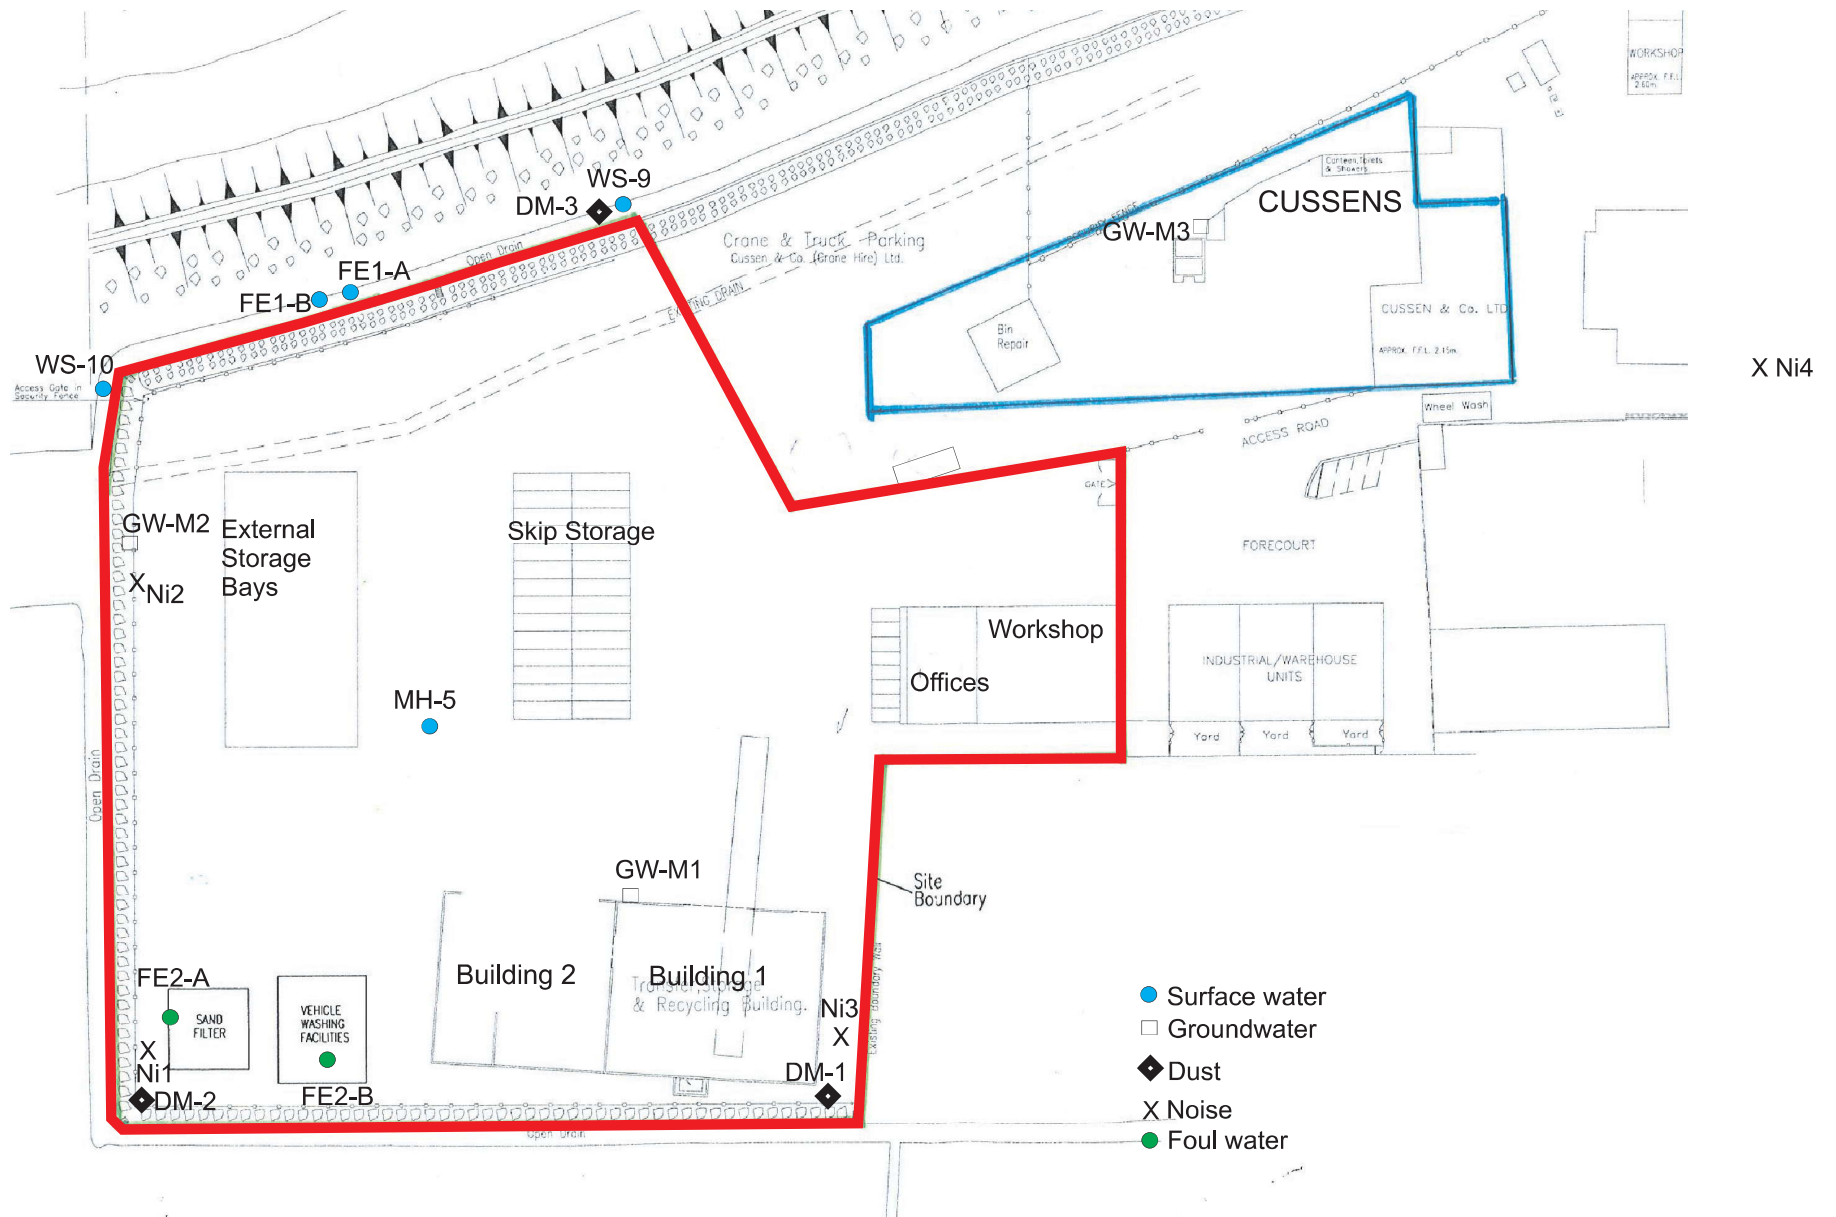 WORKSHOP
APPROX. F.F.L.
2.60m.
WS-9
DM-3
Canteen,Toilets
& Showers
CUSSENS
GW-M3
Crane & Truck Parking
Cussen & Co. (Crane Hire) Ltd.
Open Drain
FE1-A
FE1-B
EXISTING DRAIN
Bin
Repair
CUSSEN & Co. LTD
APPROX. F.F.L. 2.15m.
WS-10
Access Gate in
Security Fence
X Ni4
Wheel Wash
ACCESS ROAD
GATE
GW-M2
External
Storage
Bays
Skip Storage
FORECOURT
X
Ni2
Workshop
Offices
INDUSTRIAL/WAREHOUSE
UNITS
MH-5
Yard
Yard
Yard
Open Drain
GW-M1
Site
Boundary
Existing Boundary Wall
FE2-A
Building 2
Building 1
Transfer, Storage
& Recycling Building.
SAND
FILTER
VEHICLE
WASHING
FACILITIES
Ni3
X
X
Ni1
DM-2
FE2-B
DM-1
Open Drain
Surface water
Groundwater
Dust
X Noise
Foul water